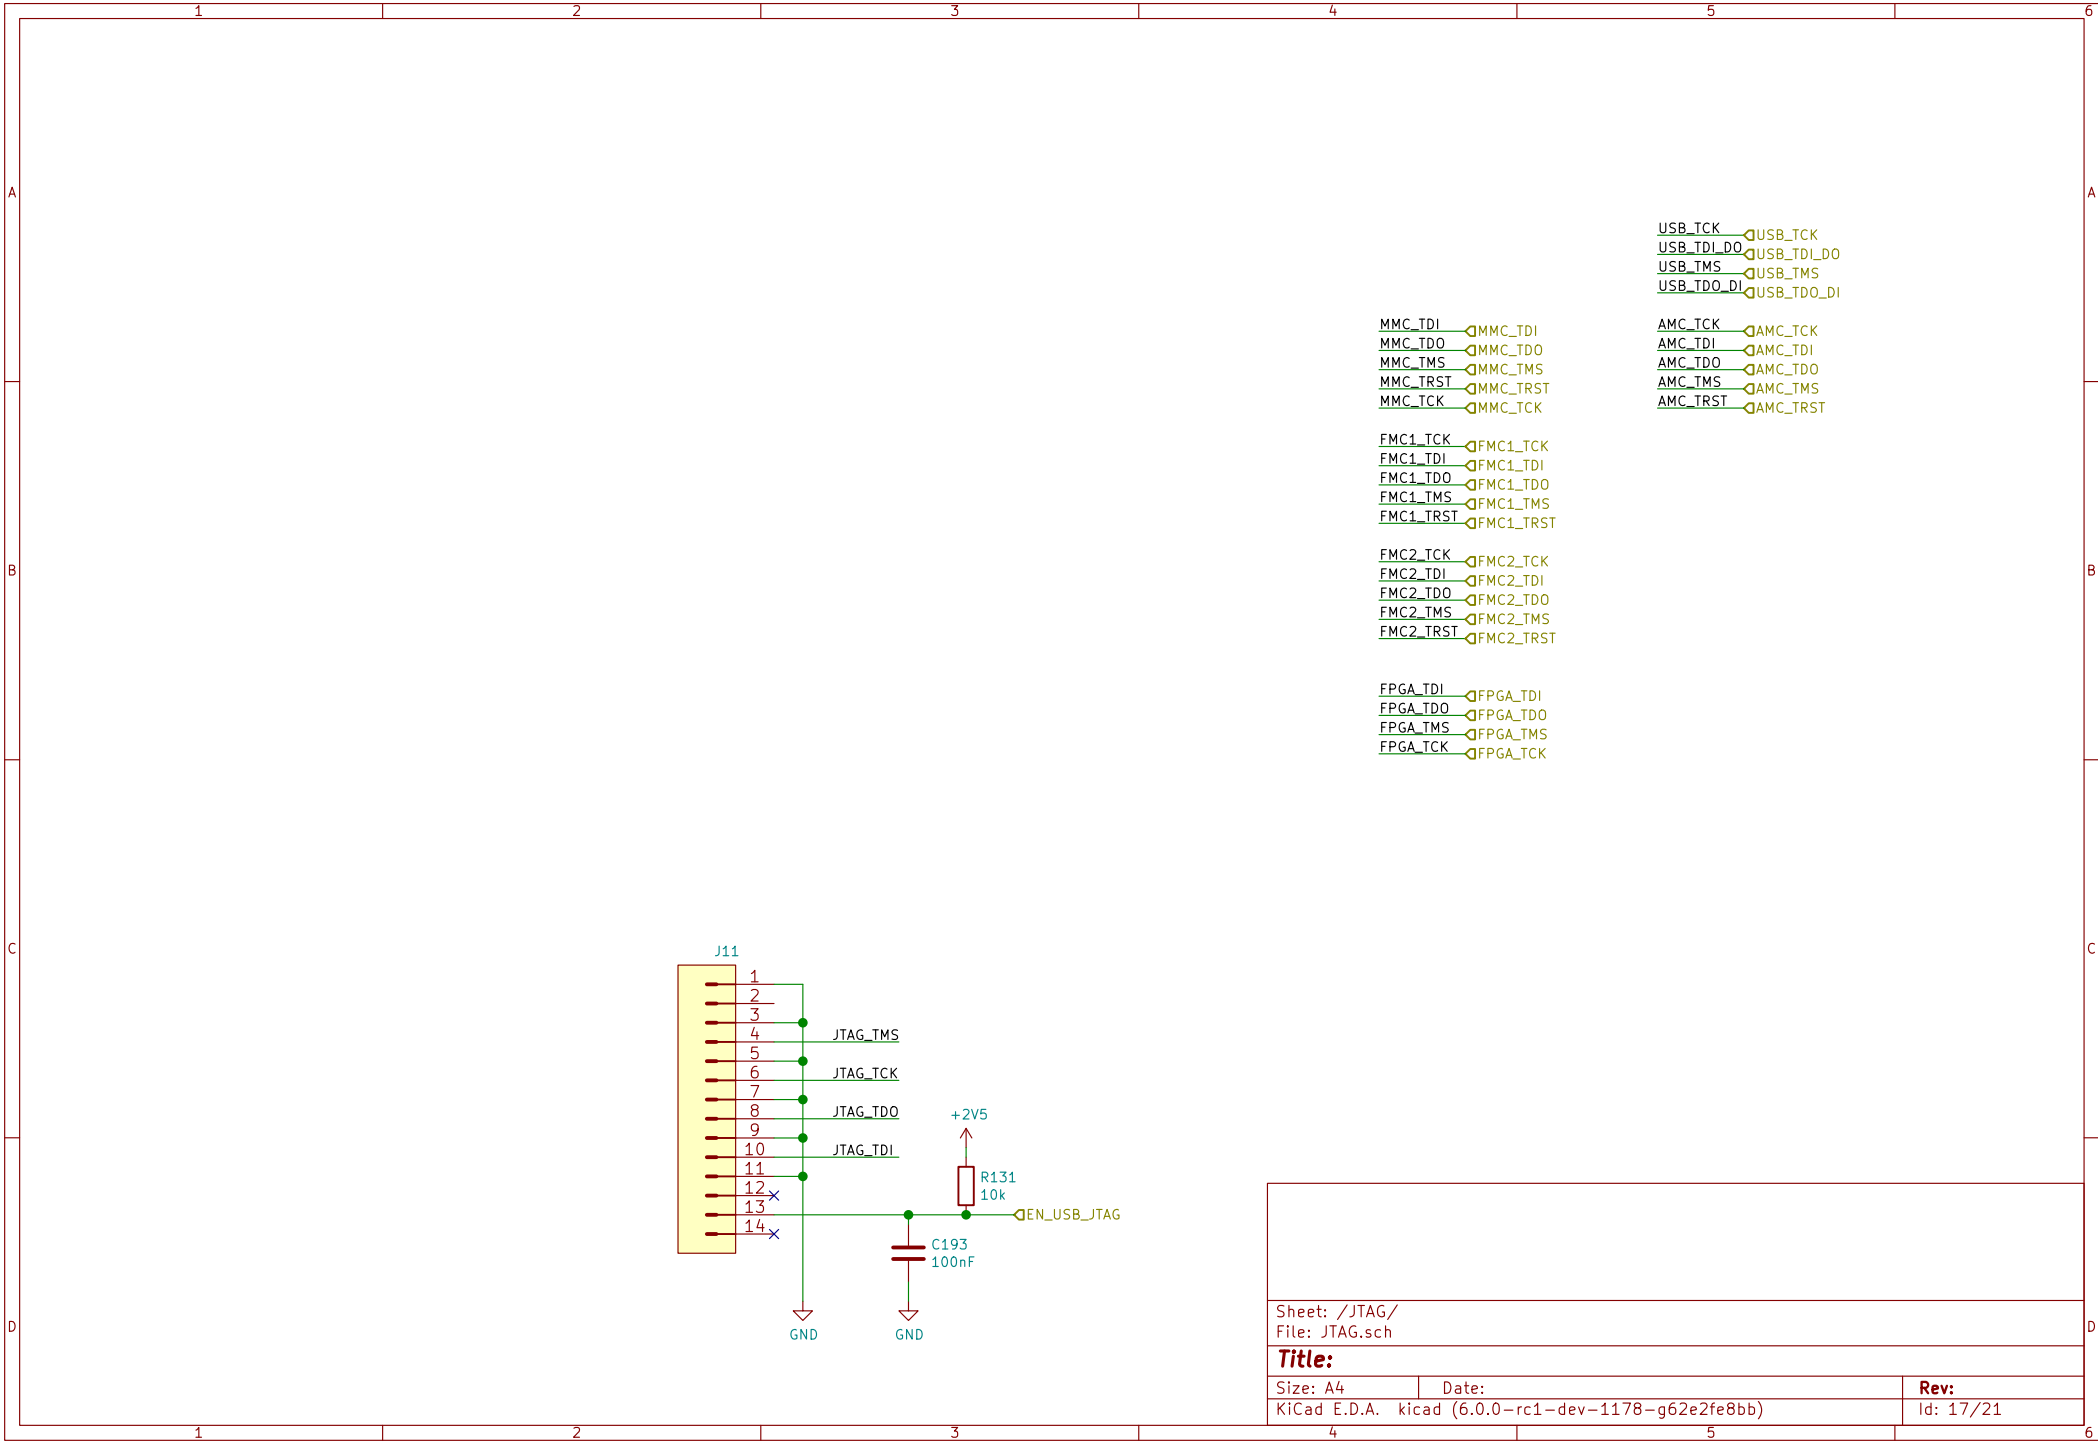 1 2 3 4 5 6
A A
USB_TCK USB_TCK
USB_TDI_DO USB_TDI_DO
USB_TMS USB_TMS
USB_TDO_DI USB_TDO_DI
MMC_TDI MMC_TDI AMC_TCK AMC_TCK
MMC_TDO MMC_TDO AMC_TDI AMC_TDI
MMC_TMS MMC_TMS AMC_TDO AMC_TDO
MMC_TRST MMC_TRST AMC_TMS AMC_TMS
MMC_TCK MMC_TCK AMC_TRST AMC_TRST
FMC1_TCK FMC1_TCK
FMC1_TDI FMC1_TDI
FMC1_TDO FMC1_TDO
FMC1_TMS FMC1_TMS
FMC1_TRST FMC1_TRST
FMC2_TCK FMC2_TCK
B B
FMC2_TDI FMC2_TDI
FMC2_TDO FMC2_TDO
FMC2_TMS FMC2_TMS
FMC2_TRST FMC2_TRST
FPGA_TDI FPGA_TDI
FPGA_TDO FPGA_TDO
FPGA_TMS FPGA_TMS
FPGA_TCK FPGA_TCK
C C
J11
1
2
3
4 JTAG_TMS
5
6 JTAG_TCK
7
8 JTAG_TDO
+2V5
9
10 JTAG_TDI
11
R131
12
10k
13 EN_USB_JTAG
14
C193
100nF
GND GND
D D
Sheet: /JTAG/
File: JTAG.sch
Title:
Size: A4 Date: Rev:
KiCad E.D.A. kicad (6.0.0-rc1-dev-1178-g62e2fe8bb) Id: 17/21
1 2 3 4 5 6